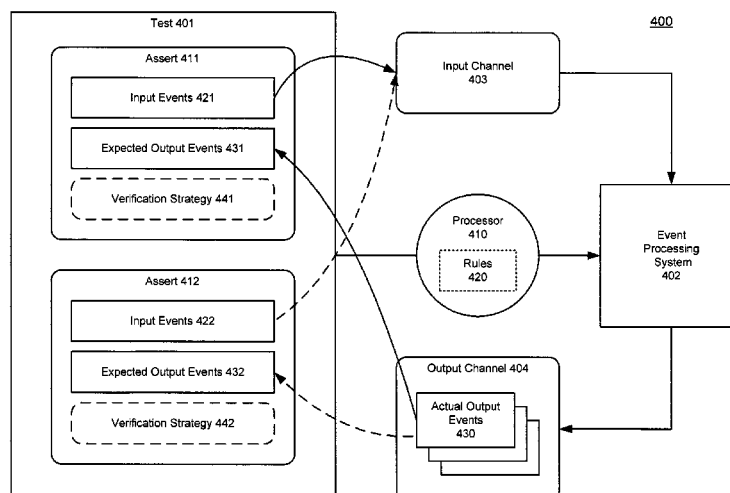 400
Test 401
Assert 411
Input Events 421
Expected Output Events 431
Verification Strategy 441
Assert 412
Input Events 422
Expected Output Events 432
Verification Strategy 442
Input Channel
403
Processor
410
Rules
420
Event
Processing
System
402
Output Channel 404
Actual Output
Events
430